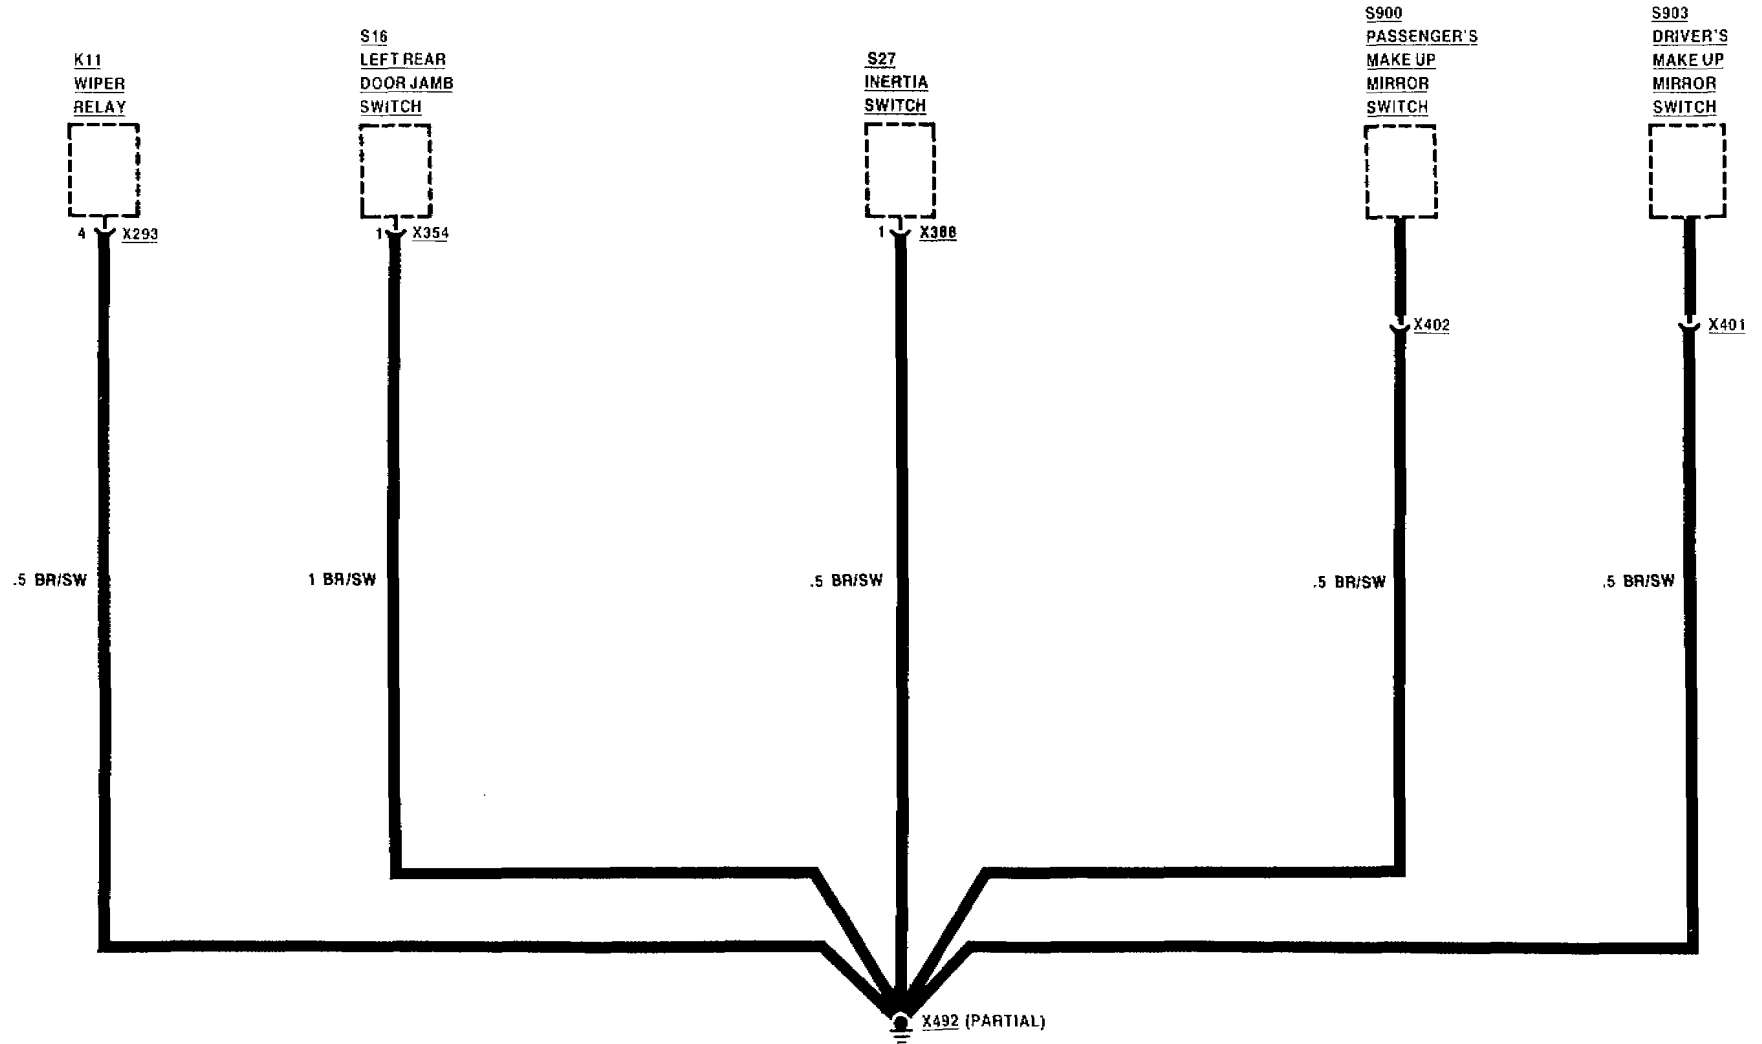 K11
WIPER
RELAY
S16
LEFT REAR
DOOR JAMB
SWITCH
S27
INERTIA
SWITCH
S900
PASSENGER'S
MAKE UP
MIRROR
SWITCH
S903
DRIVER'S
MAKE UP
MIRROR
SWITCH
4 X293
1 X354
1 X388
X402
X401
.5 BR/SW
1 BR/SW
.5 BR/SW
.5 BR/SW
.5 BR/SW
X492 (PARTIAL)